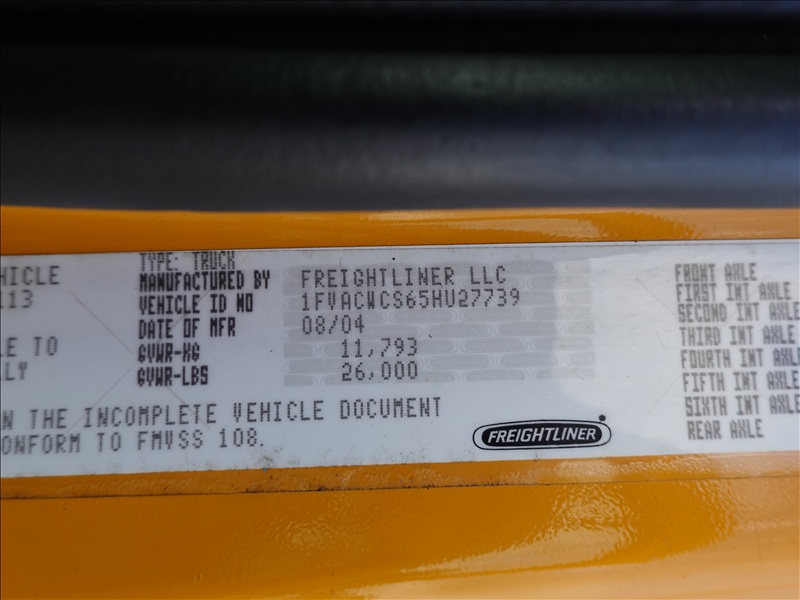 TYPE: TRUCK
MANUFACTURED BY FREIGHTLINER LLC
VEHICLE ID NO 1FVACWCS65HU27739
DATE OF MFR 08/04
GVWR-KG 11,793
GVWR-LBS 26,000
HICLE
113
LE TO
LLY
N THE INCOMPLETE VEHICLE DOCUMENT
ONFORM TO FMVSS 108.
FREIGHTLINER
FRONT AXLE
FIRST INT AXLE
SECOND INT AXLE
THIRD INT AXLE
FOURTH INT AXLE
FIFTH INT AXLE
SIXTH INT AXLE
REAR AXLE